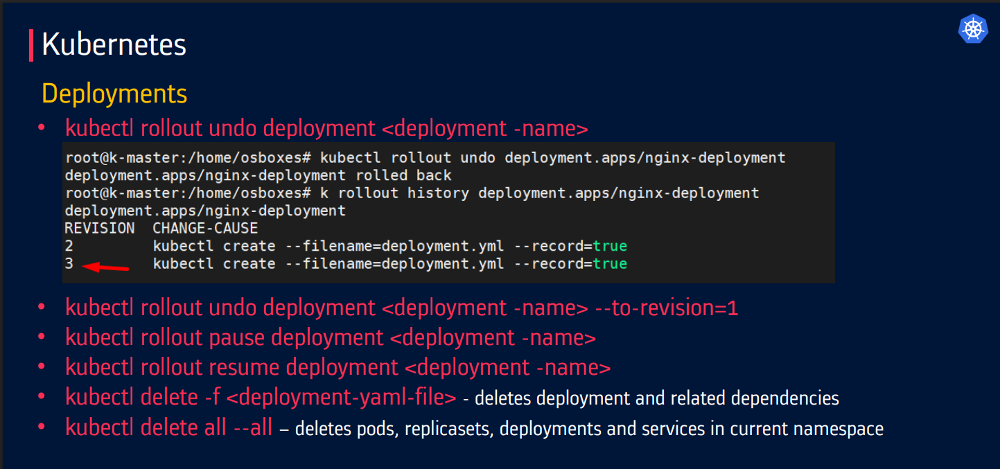 Kubernetes
Deployments
• kubectl rollout undo deployment <deployment -name>
root@k-master:/home/osboxes# kubectl rollout undo deployment.apps/nginx-deployment
deployment.apps/nginx-deployment rolled back
root@k-master:/home/osboxes# k rollout history deployment.apps/nginx-deployment
deployment.apps/nginx-deployment
REVISION  CHANGE-CAUSE
2         kubectl create --filename=deployment.yml --record=true
3         kubectl create --filename=deployment.yml --record=true
• kubectl rollout undo deployment <deployment -name> --to-revision=1
• kubectl rollout pause deployment <deployment -name>
• kubectl rollout resume deployment <deployment -name>
• kubectl delete -f <deployment-yaml-file> - deletes deployment and related dependencies
• kubectl delete all --all – deletes pods, replicasets, deployments and services in current namespace